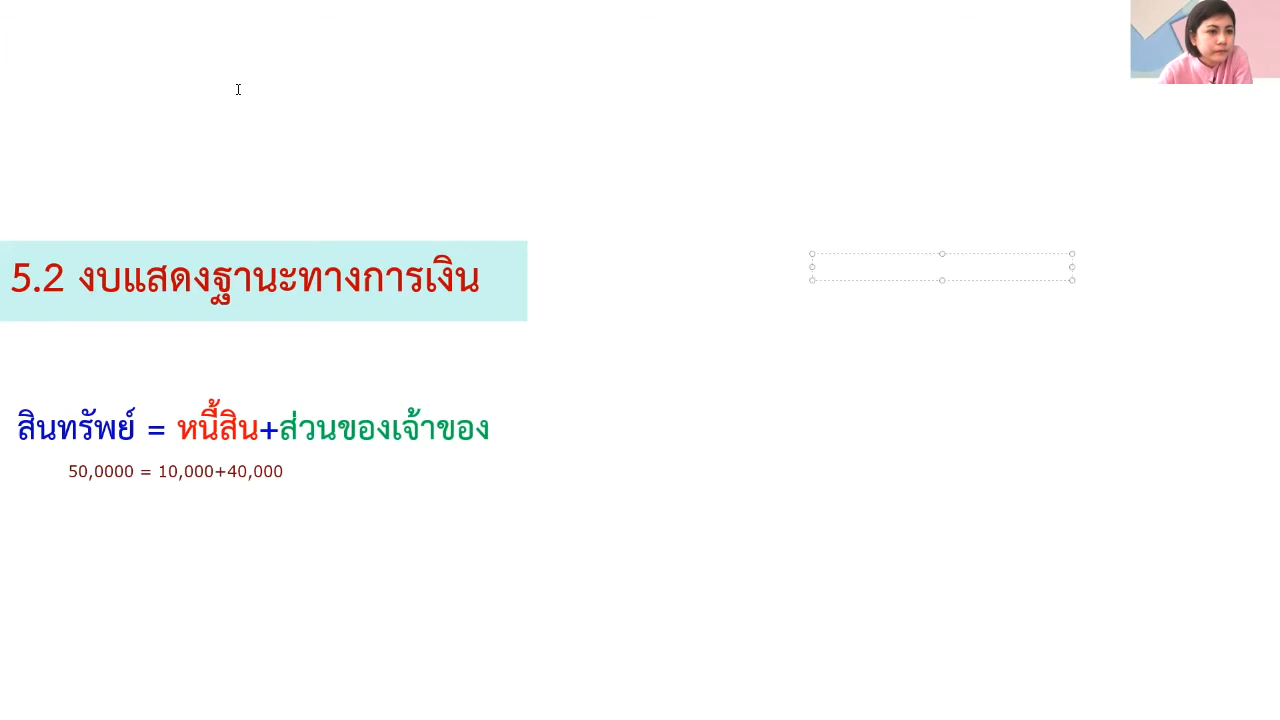 5.2 งบแสดงฐานะทางการเงิน
สินทรัพย์ = หนี้สิน+ส่วนของเจ้าของ
50,0000 = 10,000+40,000